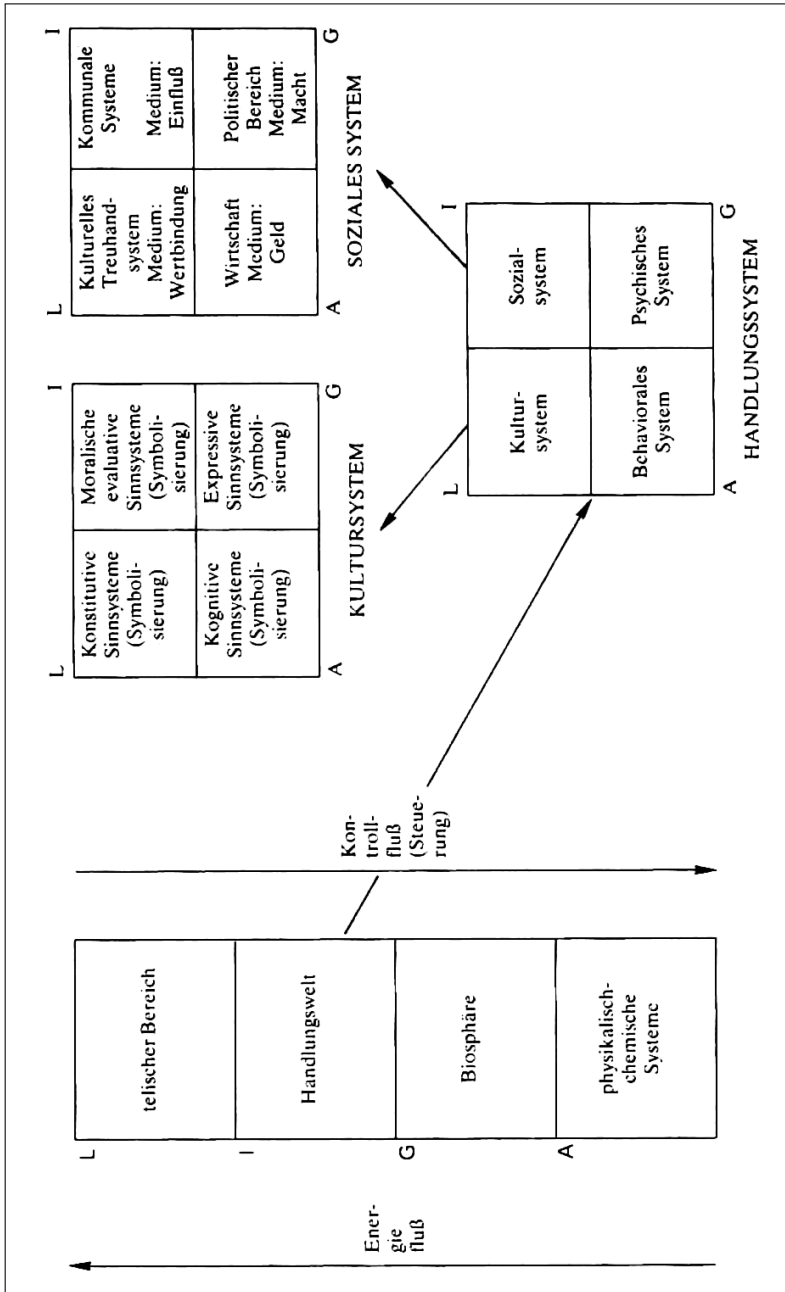 L
I
L
I
Konstitutive
Sinnsysteme
(Symboli-
sierung)
Moralische
evaluative
Sinnsysteme
(Symboli-
sierung)
Kognitive
Sinnsysteme
(Symboli-
sierung)
Expressive
Sinnsysteme
(Symboli-
sierung)
A
G
KULTURSYSTEM
Kulturelles
Treuhand-
system
Medium:
Wertbindung
Kommunale
Systeme
Medium:
Einfluß
Wirtschaft
Medium:
Geld
Politischer
Bereich
Medium:
Macht
A
G
SOZIALES SYSTEM
Ener-
gie
fluß
L
telischer Bereich
I
Handlungswelt
G
Biosphäre
A
physikalisch-
chemische
Systeme
Kon-
troll-
fluß
(Steue-
rung)
L
I
Kultur-
system
Sozial-
system
Behaviorales
System
Psychisches
System
A
G
HANDLUNGSSYSTEM